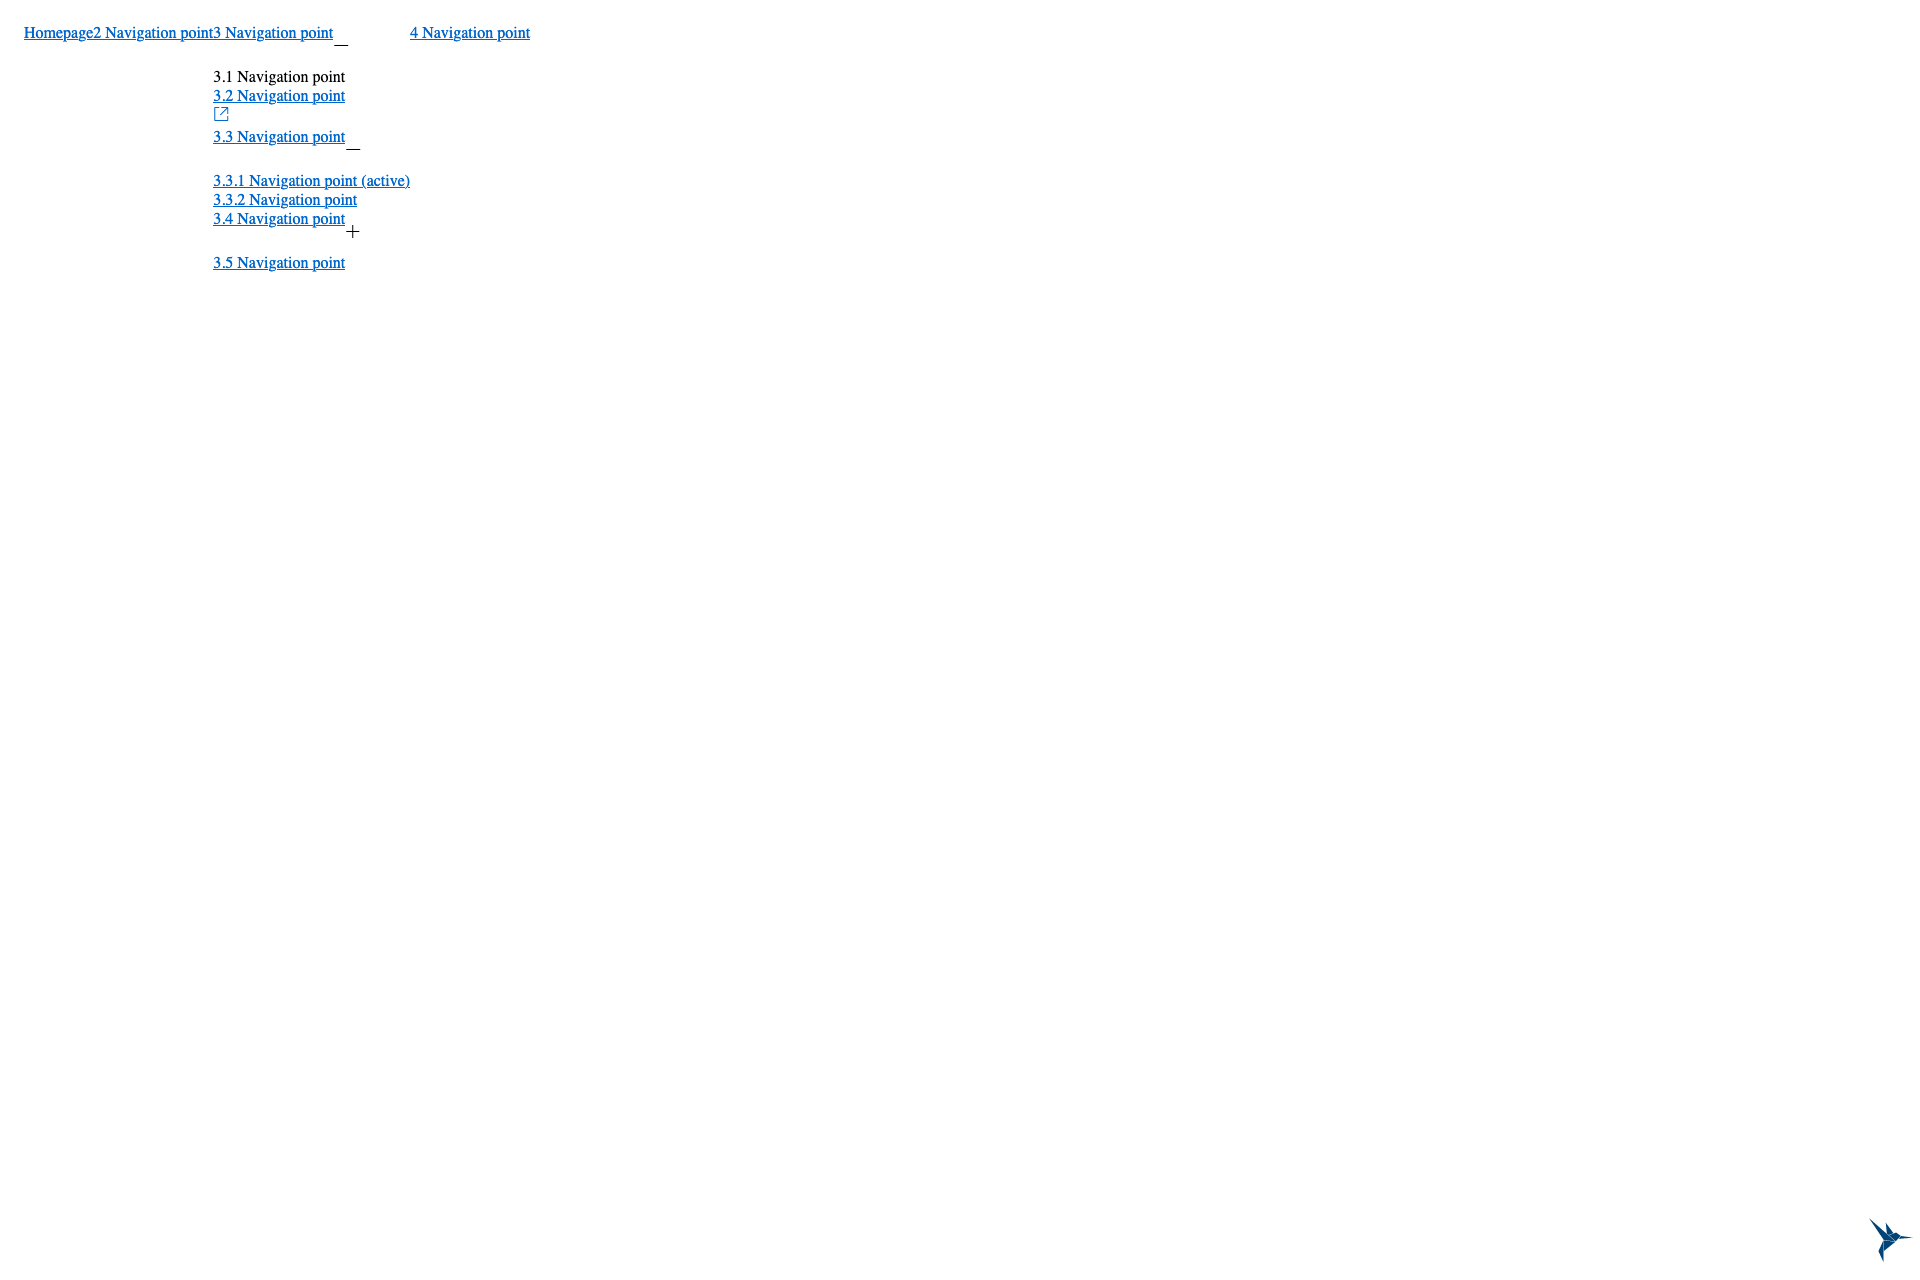 Homepage2 Navigation point3 Navigation point 4 Navigation point
3.1 Navigation point
3.2 Navigation point
3.3 Navigation point
3.3.1 Navigation point (active)
3.3.2 Navigation point
3.4 Navigation point
3.5 Navigation point